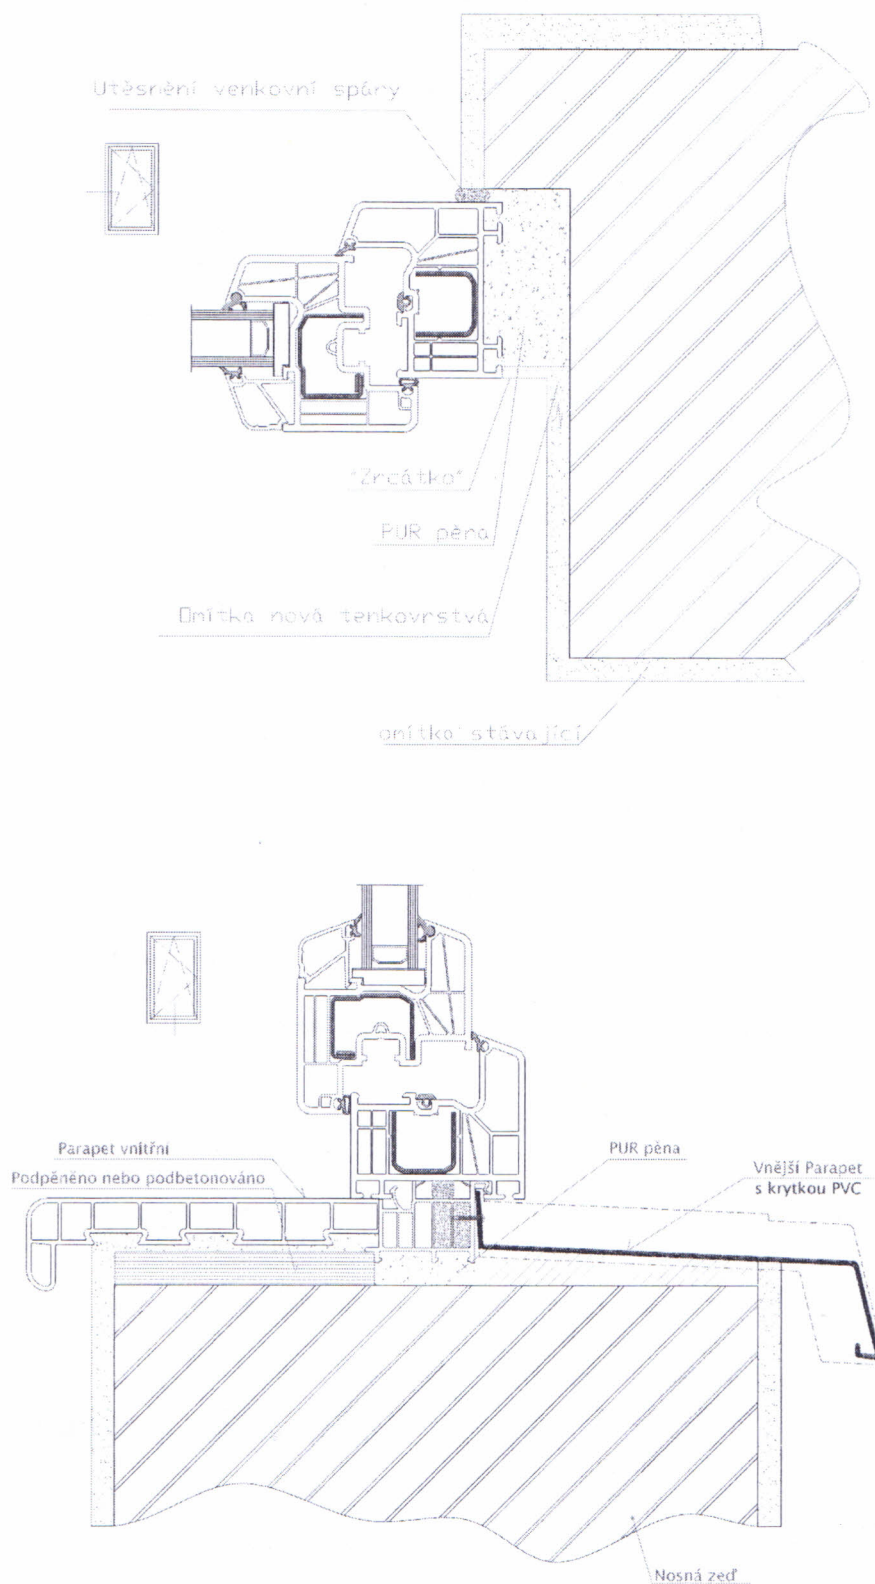 Utěsnění venkovní spáry
"Zrcátko"
PUR pěna
Omítka nová tenkovrstvá
omítka stávající
Parapet vnitřní
Podpěněno nebo podbetonováno
PUR pěna
Vnější Parapet
s krytkou PVC
Nosná zeď